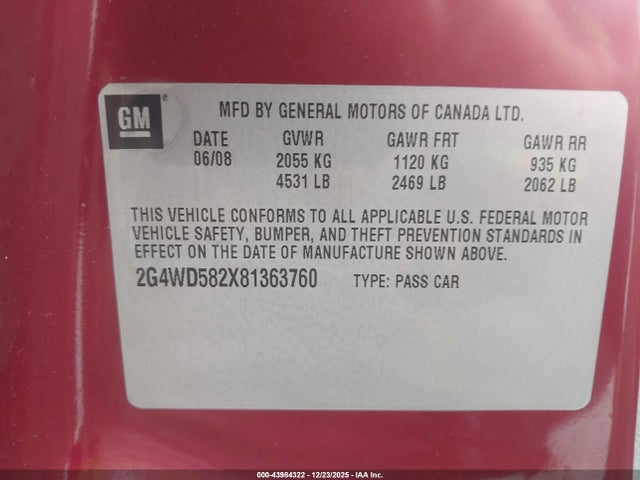 GM
MFD BY GENERAL MOTORS OF CANADA LTD.
DATE GVWR GAWR FRT GAWR RR
06/08 2055 KG 1120 KG 935 KG
4531 LB 2469 LB 2062 LB
THIS VEHICLE CONFORMS TO ALL APPLICABLE U.S. FEDERAL MOTOR
VEHICLE SAFETY, BUMPER, AND THEFT PREVENTION STANDARDS IN
EFFECT ON THE DATE OF MANUFACTURE SHOWN ABOVE.
2G4WD582X81363760 TYPE: PASS CAR
000-43984322 - 12/23/2025 - IAA Inc.